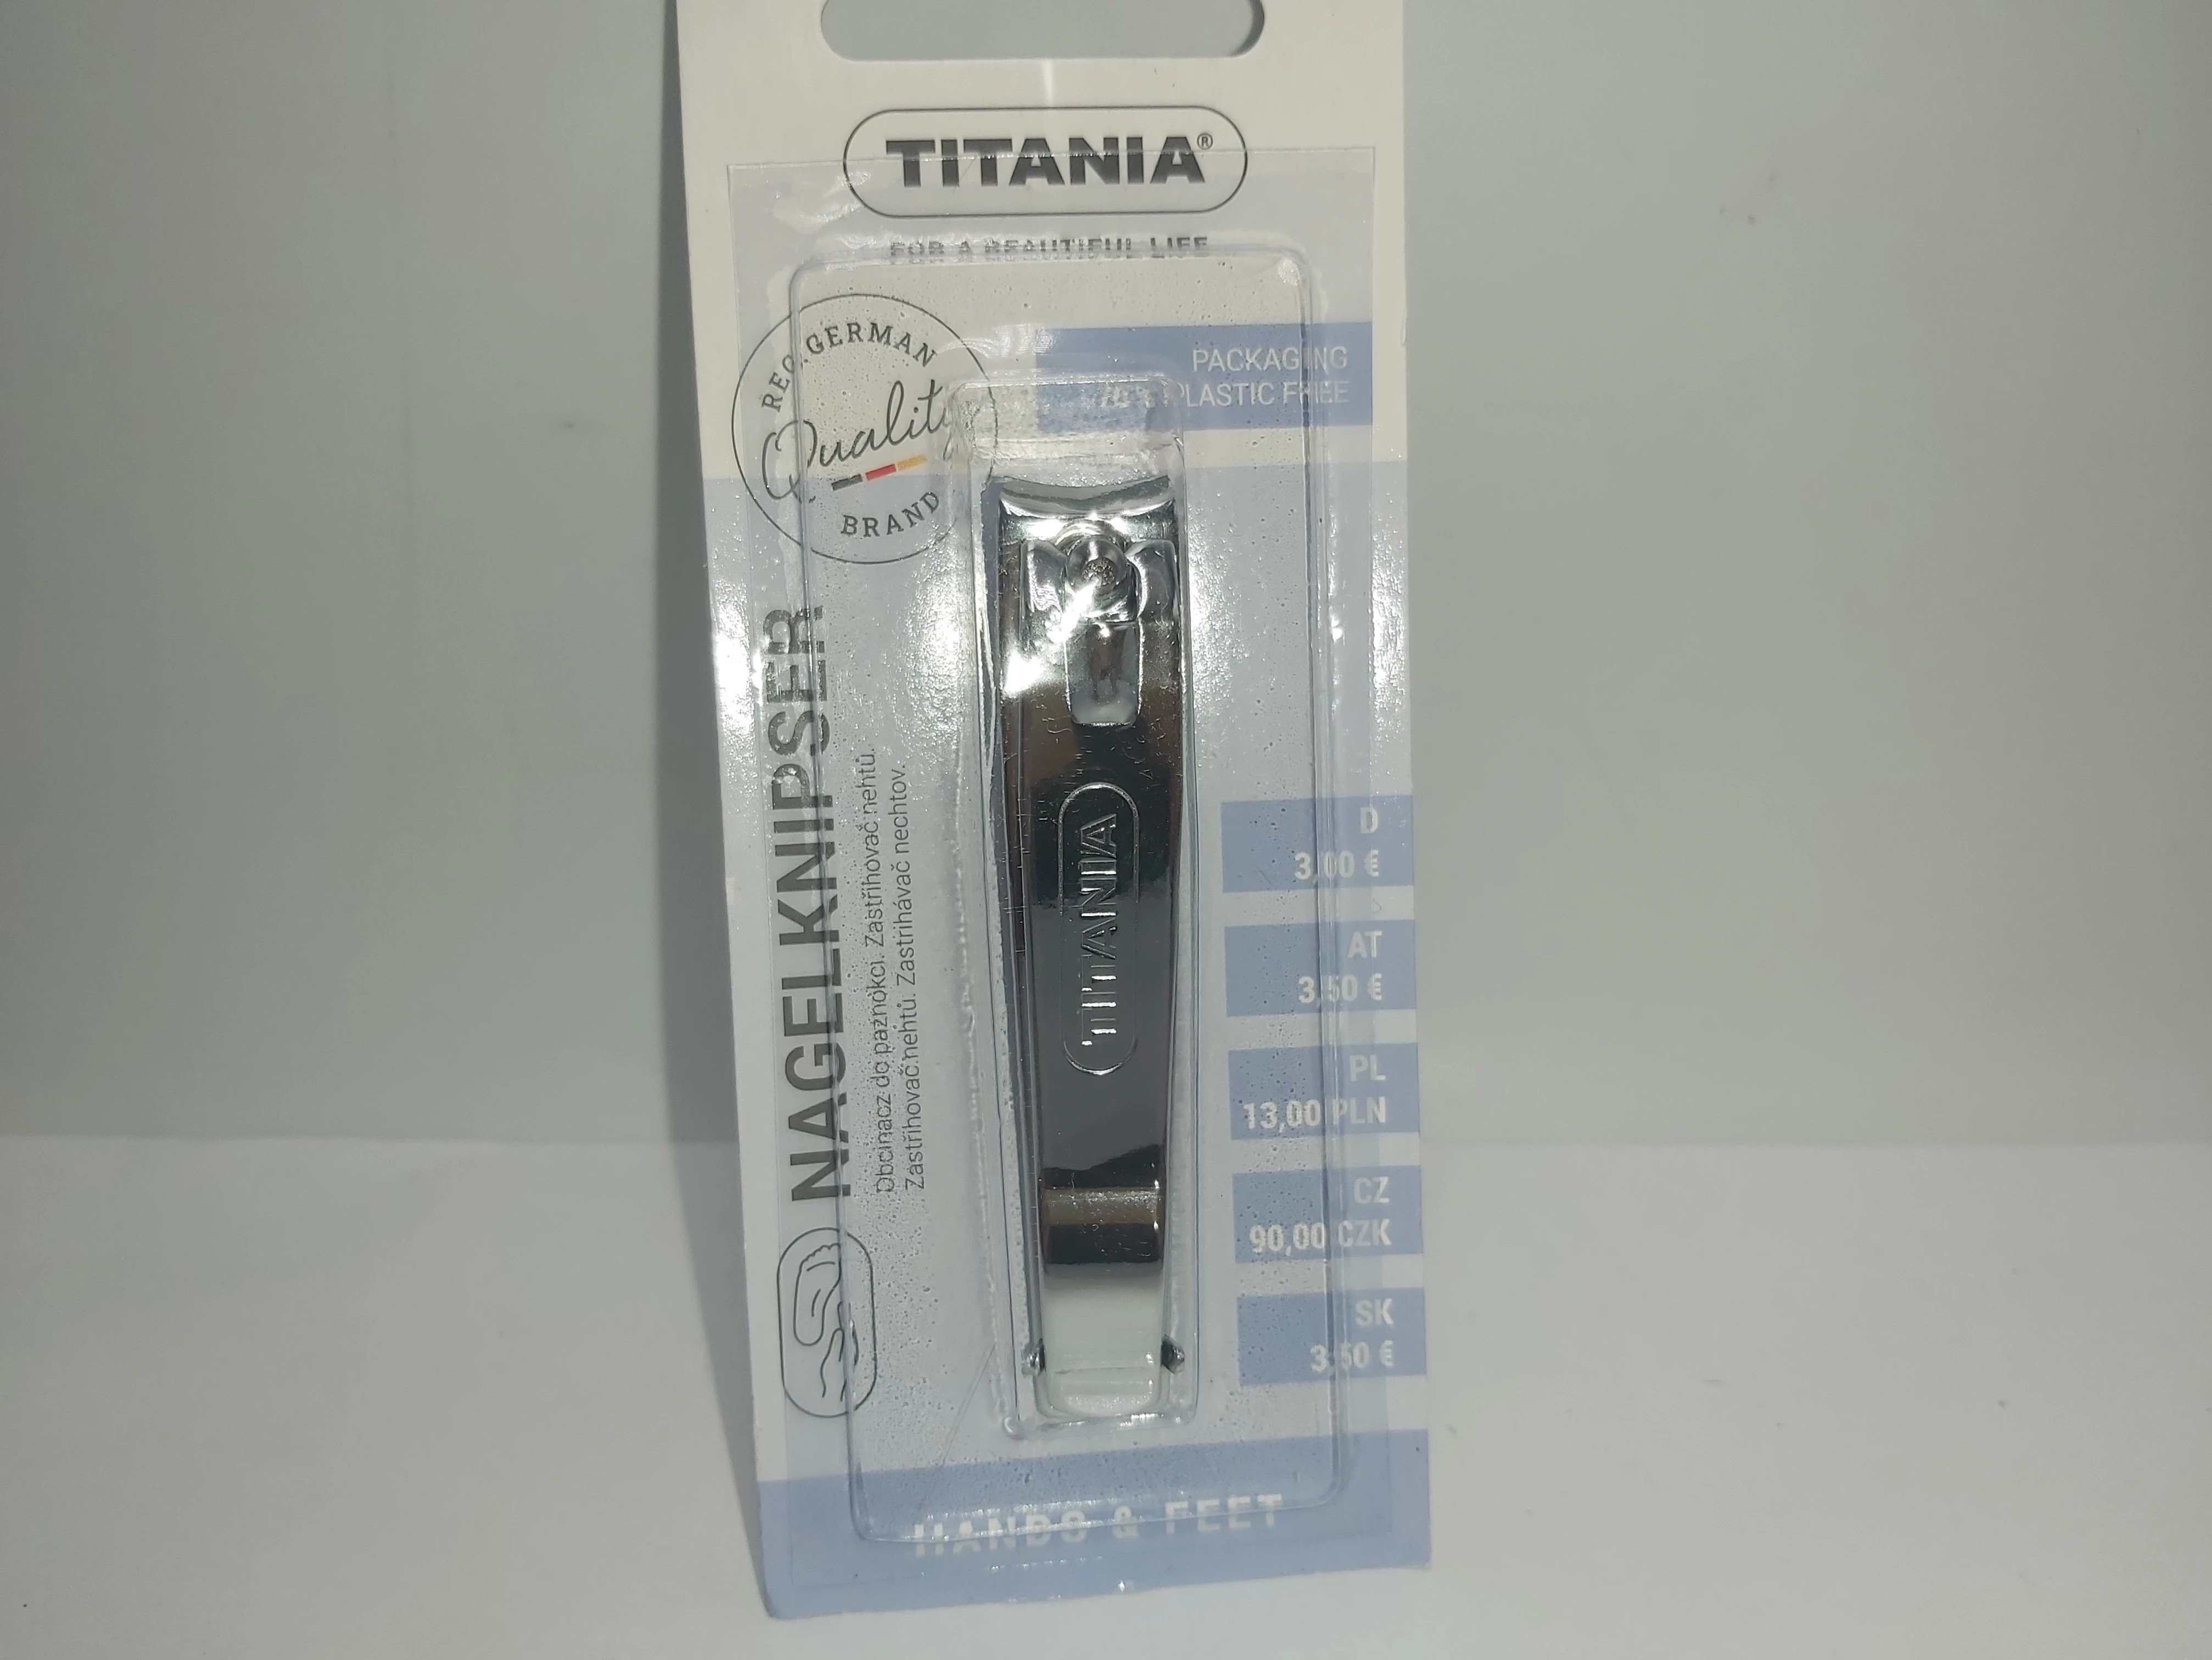 TITANIA®
FOR A BEAUTIFUL LIFE
REG. GERMAN
Quality
BRAND
PACKAGING
PLASTIC FREE
NAGELKNIPSER
Obcinacz do paznokci. Zastřihovač nehtů.
Zastřihovač nehtů. Zastrihávač nechtov.
TITANIA
D
3,00 €
AT
3,50 €
PL
13,00 PLN
CZ
90,00 CZK
SK
3,50 €
HANDS & FEET